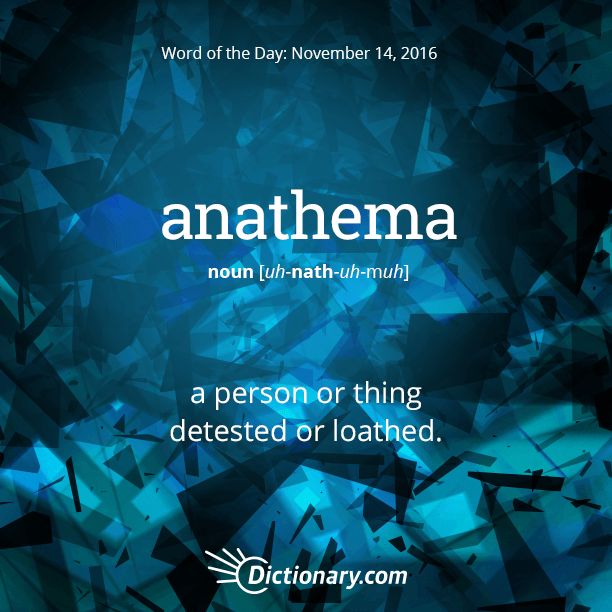 Word of the Day: November 14, 2016
anathema
noun [uh-nath-uh-muh]
a person or thing
detested or loathed.
Dictionary.com